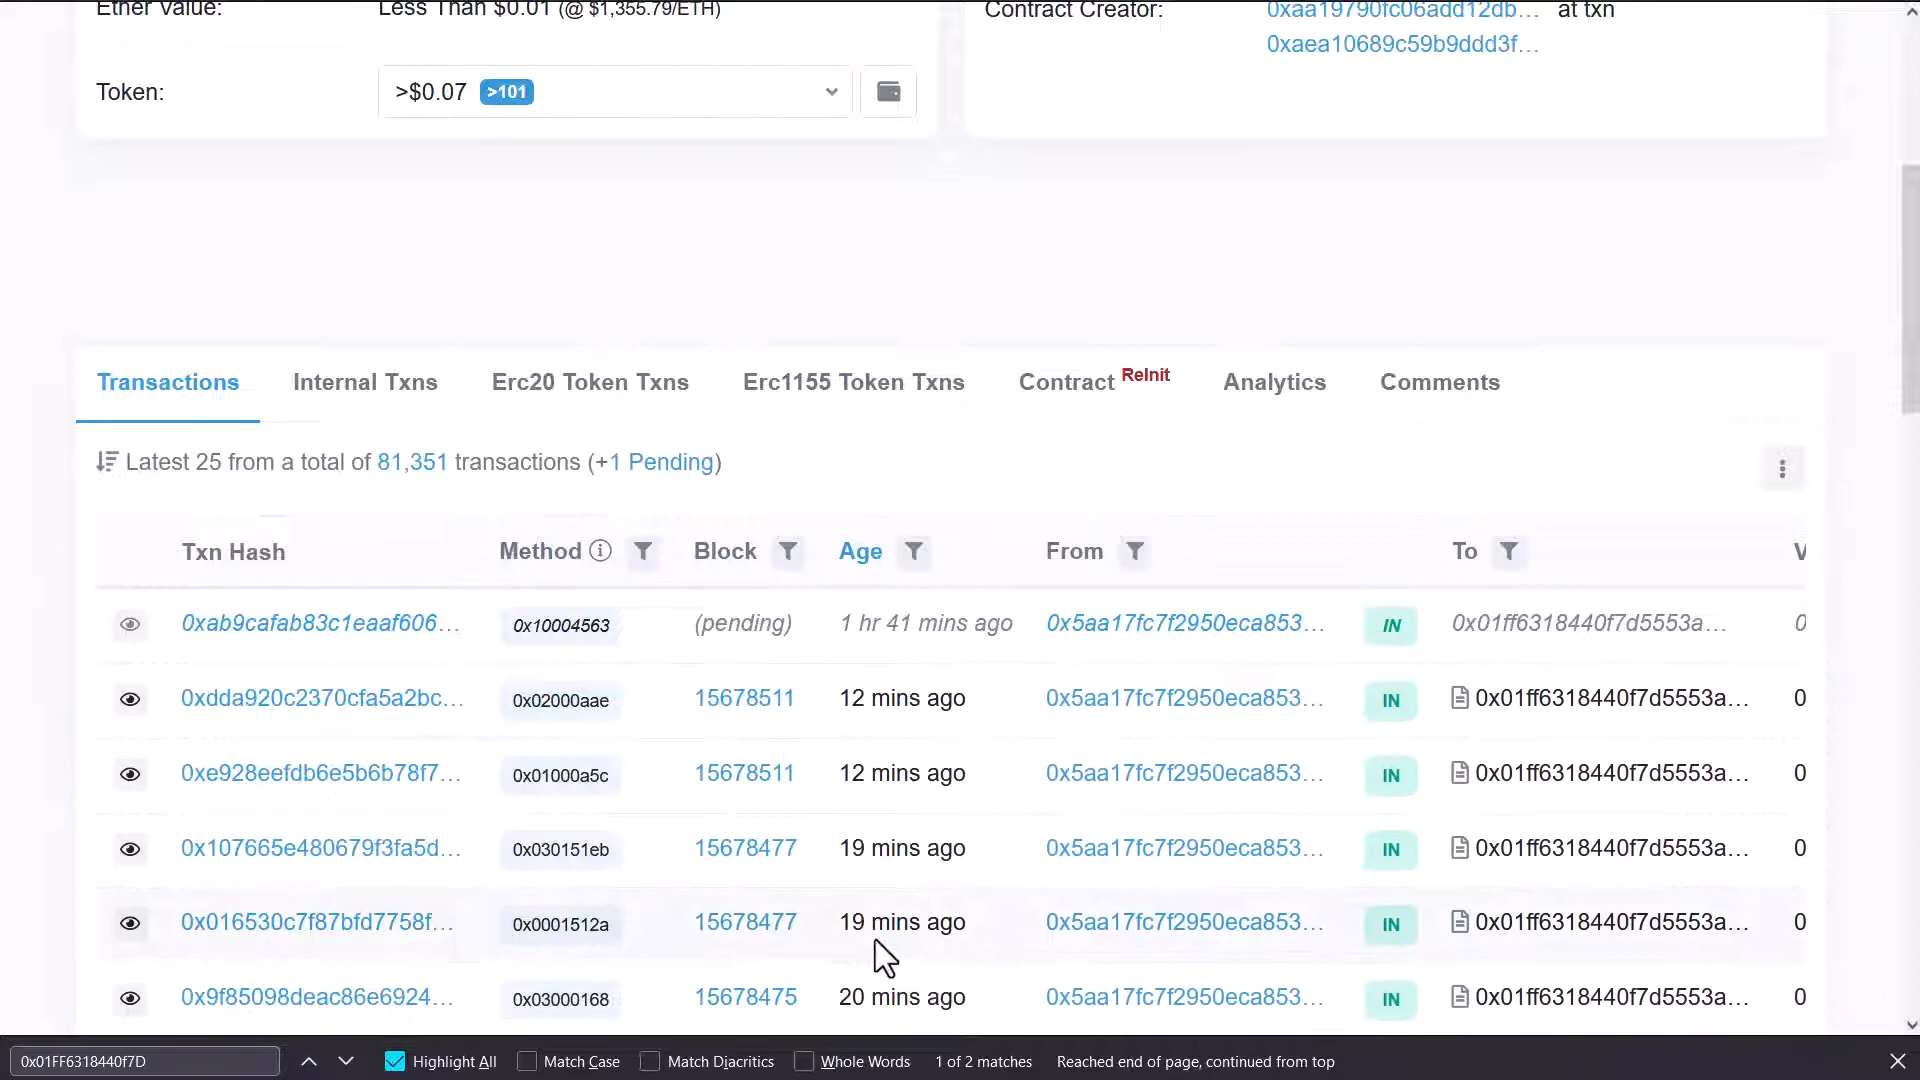 Ether Value: Less Than $0.01 (@ $1,355.79/ETH)
Contract Creator: 0xaa19790fc06add12db... at txn
0xaea10689c59b9ddd3f...
Token: >$0.07 >101
Transactions Internal Txns Erc20 Token Txns Erc1155 Token Txns Contract ReInit Analytics Comments
Latest 25 from a total of 81,351 transactions (+1 Pending)
Txn Hash Method Block Age From To V
0xab9cafab83c1eaaf606... 0x10004563 (pending) 1 hr 41 mins ago 0x5aa17fc7f2950eca853... IN 0x01ff6318440f7d5553a... 0
0xdda920c2370cfa5a2bc... 0x02000aae 15678511 12 mins ago 0x5aa17fc7f2950eca853... IN 0x01ff6318440f7d5553a... 0
0xe928eefdb6e5b6b78f7... 0x01000a5c 15678511 12 mins ago 0x5aa17fc7f2950eca853... IN 0x01ff6318440f7d5553a... 0
0x107665e480679f3fa5d... 0x030151eb 15678477 19 mins ago 0x5aa17fc7f2950eca853... IN 0x01ff6318440f7d5553a... 0
0x016530c7f87bfd7758f... 0x0001512a 15678477 19 mins ago 0x5aa17fc7f2950eca853... IN 0x01ff6318440f7d5553a... 0
0x9f85098deac86e6924... 0x03000168 15678475 20 mins ago 0x5aa17fc7f2950eca853... IN 0x01ff6318440f7d5553a... 0
0x01FF6318440f7D Highlight All Match Case Match Diacritics Whole Words 1 of 2 matches Reached end of page, continued from top